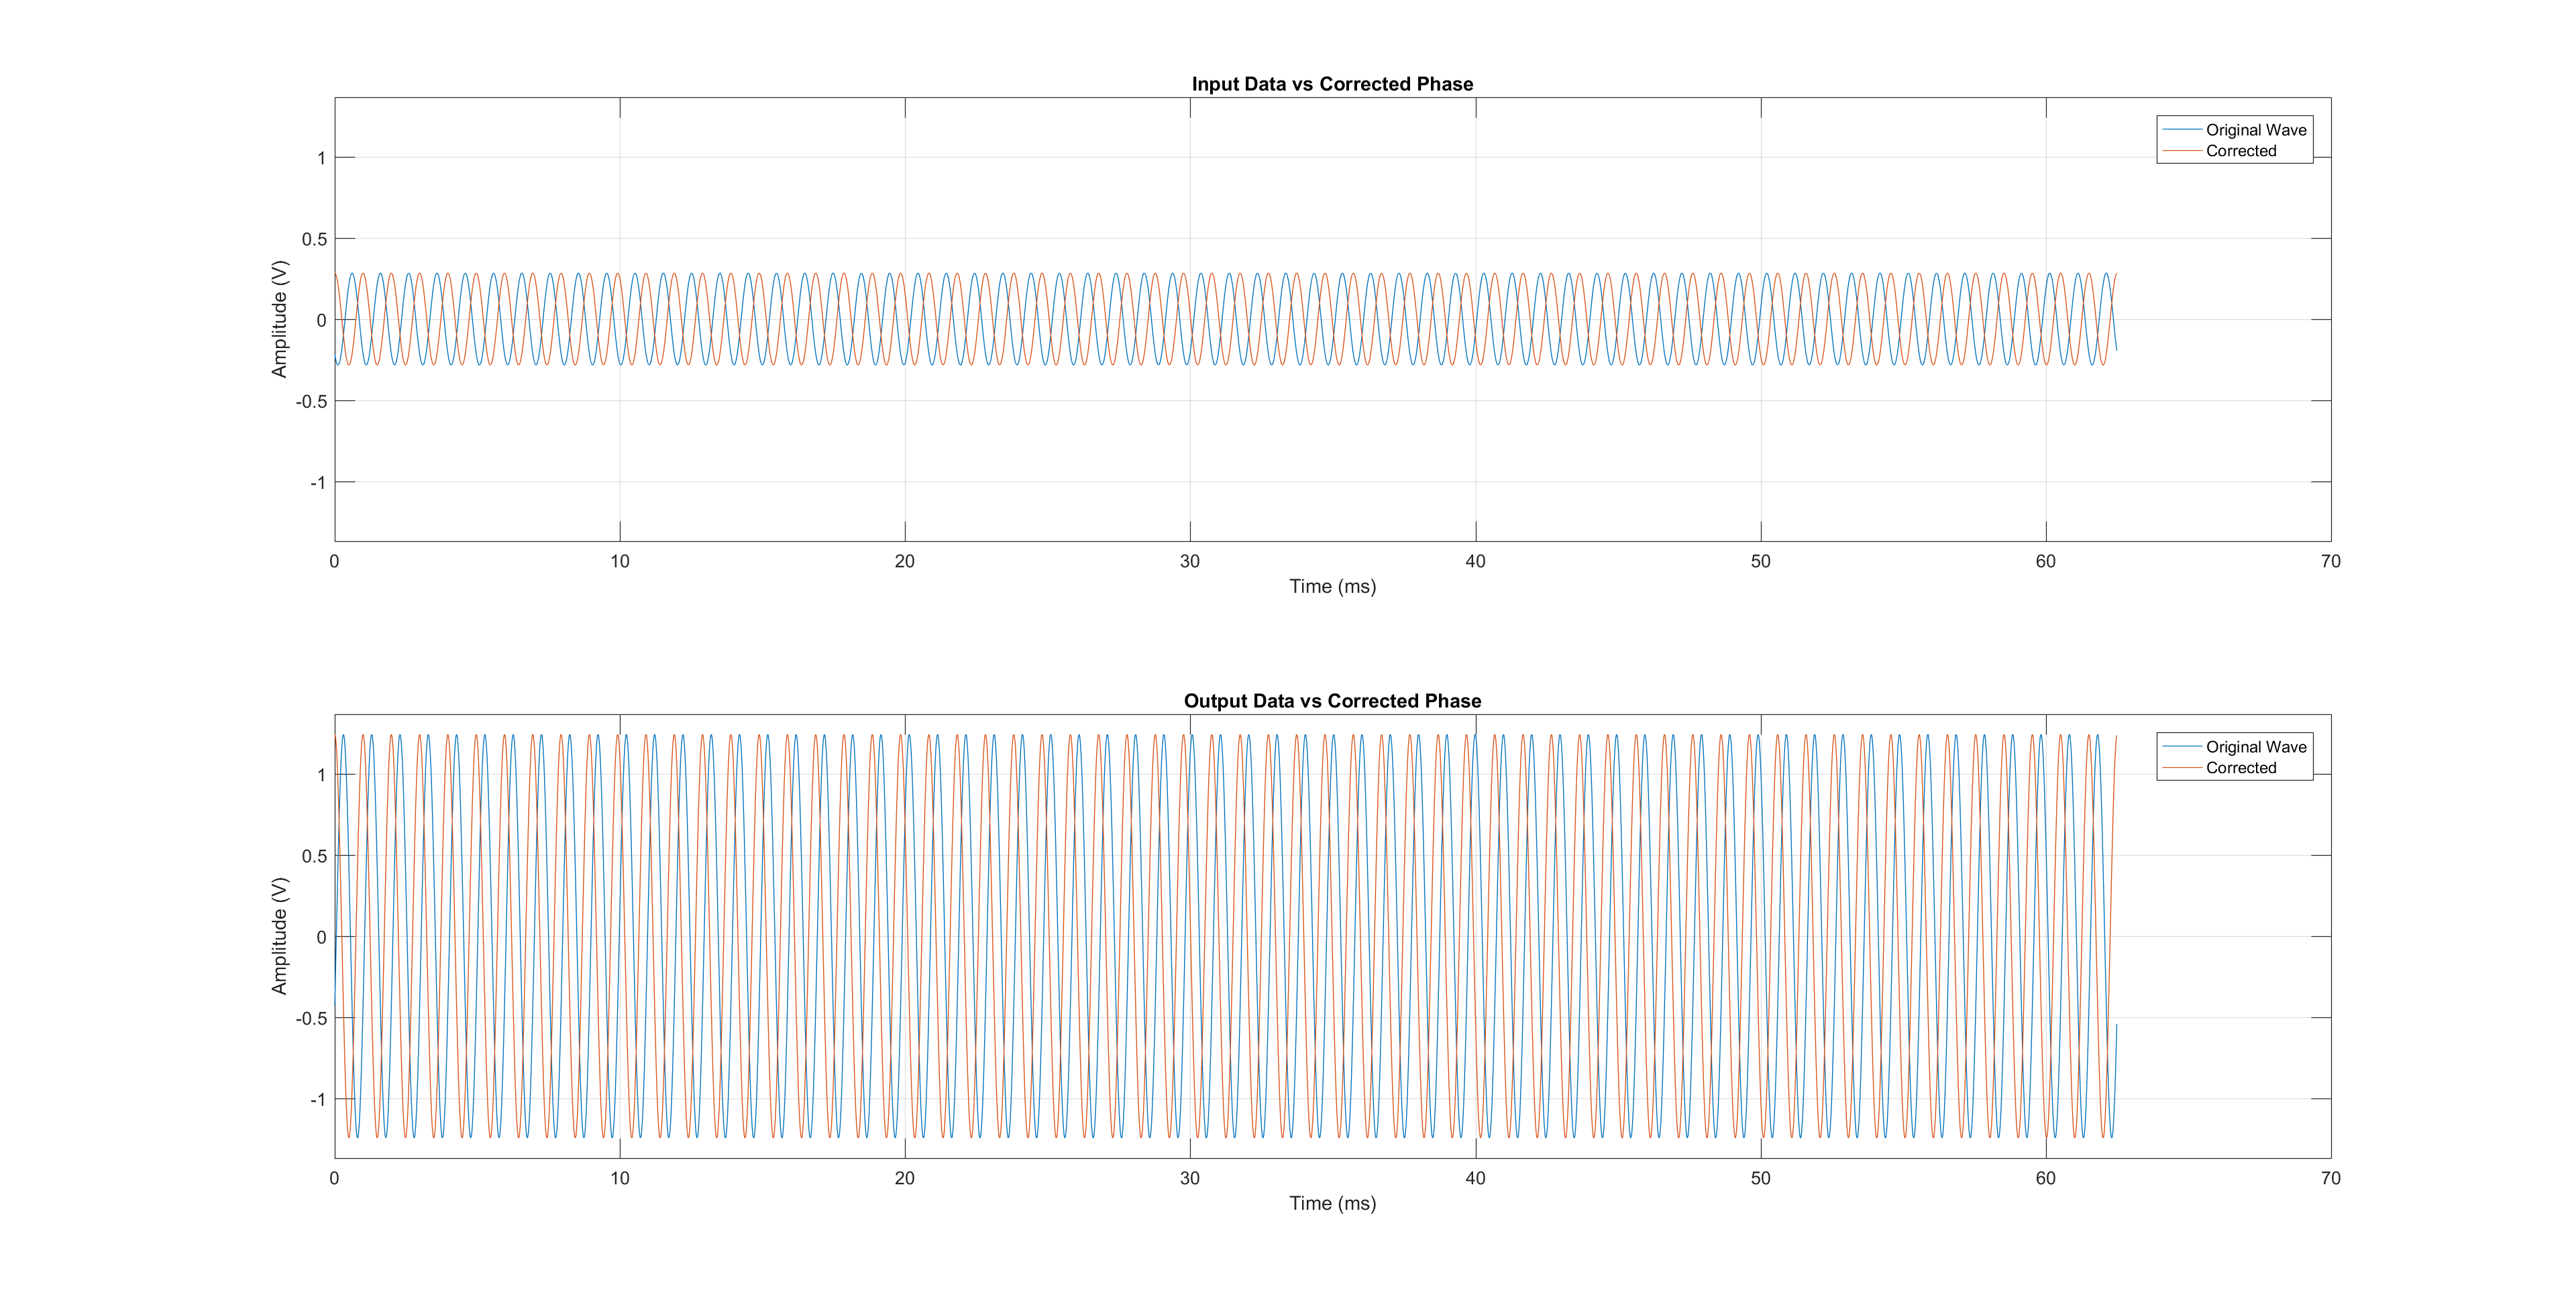 Input Data vs Corrected Phase
Original Wave
Corrected
1
0.5
0
-0.5
-1
Amplitude (V)
0 10 20 30 40 50 60 70
Time (ms)
Output Data vs Corrected Phase
Original Wave
Corrected
1
0.5
0
-0.5
-1
Amplitude (V)
0 10 20 30 40 50 60 70
Time (ms)